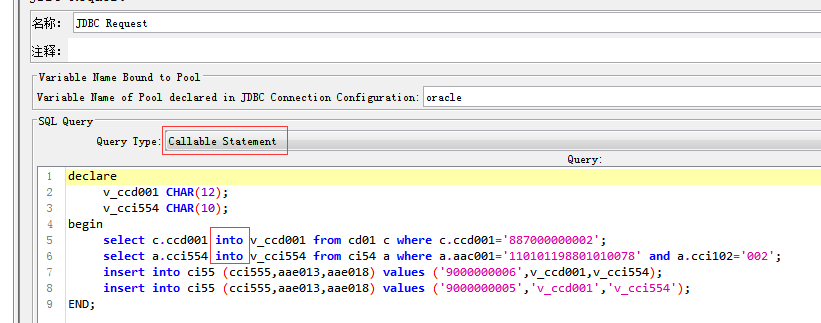 名称: JDBC Request
注释:
Variable Name Bound to Pool
Variable Name of Pool declared in JDBC Connection Configuration: oracle
SQL Query
Query Type: Callable Statement
Query:
1 declare
2 v_ccd001 CHAR(12);
3 v_cci554 CHAR(10);
4 begin
5 select c.ccd001 into v_ccd001 from cd01 c where c.ccd001='887000000002';
6 select a.cci554 into v_cci554 from ci54 a where a.aac001='110101198801010078' and a.cci102='002';
7 insert into ci55 (cci555,aae013,aae018) values ('9000000006',v_ccd001,v_cci554);
8 insert into ci55 (cci555,aae013,aae018) values ('9000000005','v_ccd001','v_cci554');
9 END;